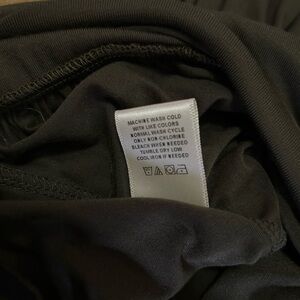 MACHINE WASH COLD
WITH LIKE COLORS
NORMAL WASH CYCLE
ONLY NON-CHLORINE
BLEACH WHEN NEEDED
TUMBLE DRY LOW
COOL IRON IF NEEDED